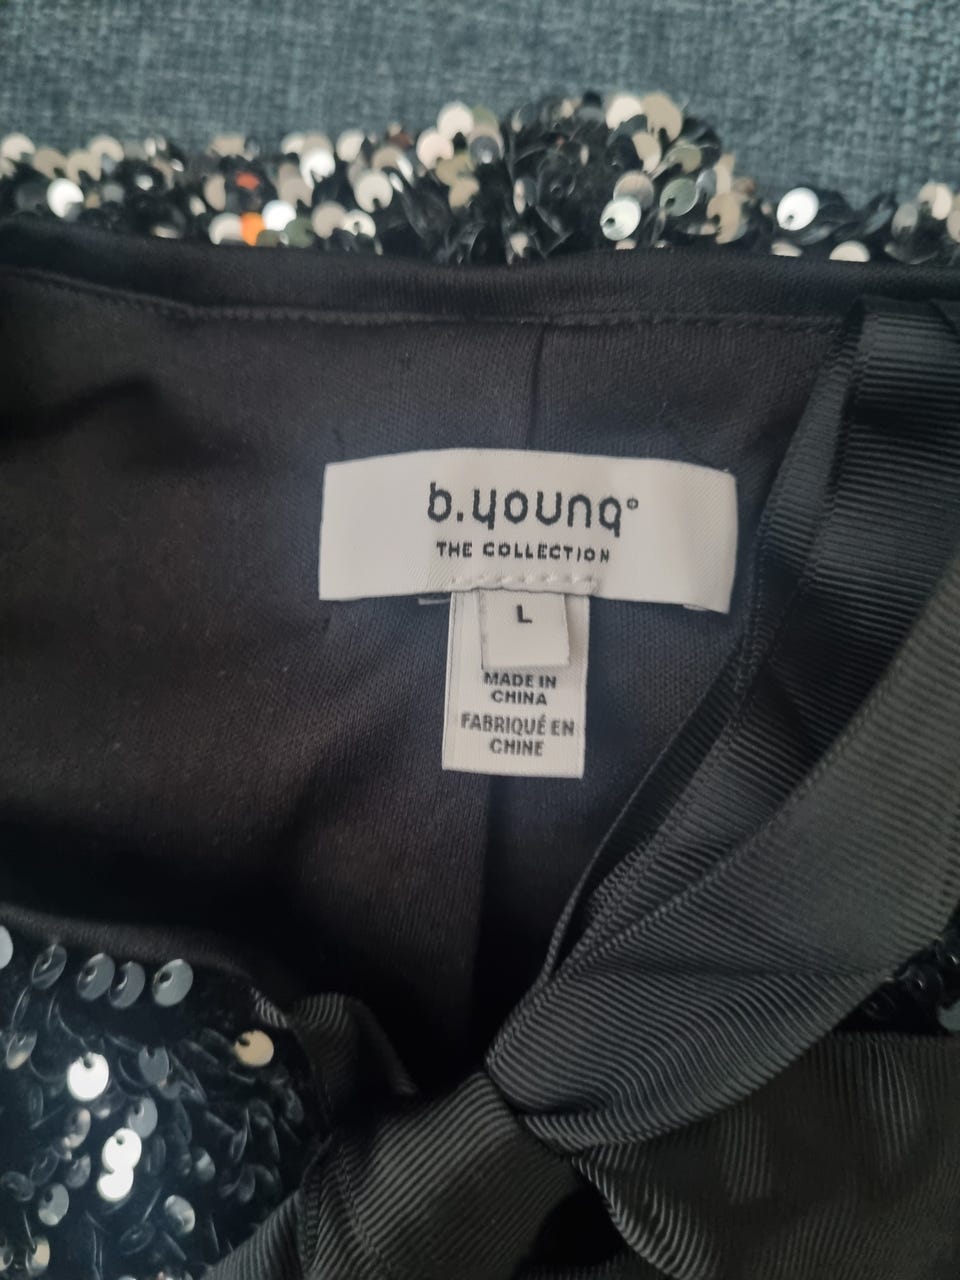 b.young®
THE COLLECTION
L
MADE IN
CHINA
FABRIQUÉ EN
CHINE